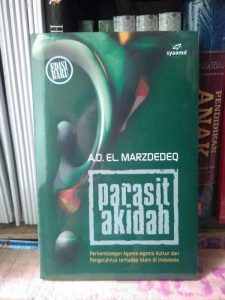 syaamil
EDISI
BARU
A.D. EL. MARZDEDEQ
parasit
akidah
Perkembangan Agama-Agama Kultur dan
Pengaruhnya terhadap Islam di Indonesia
PENDIDIKAN
ANAK